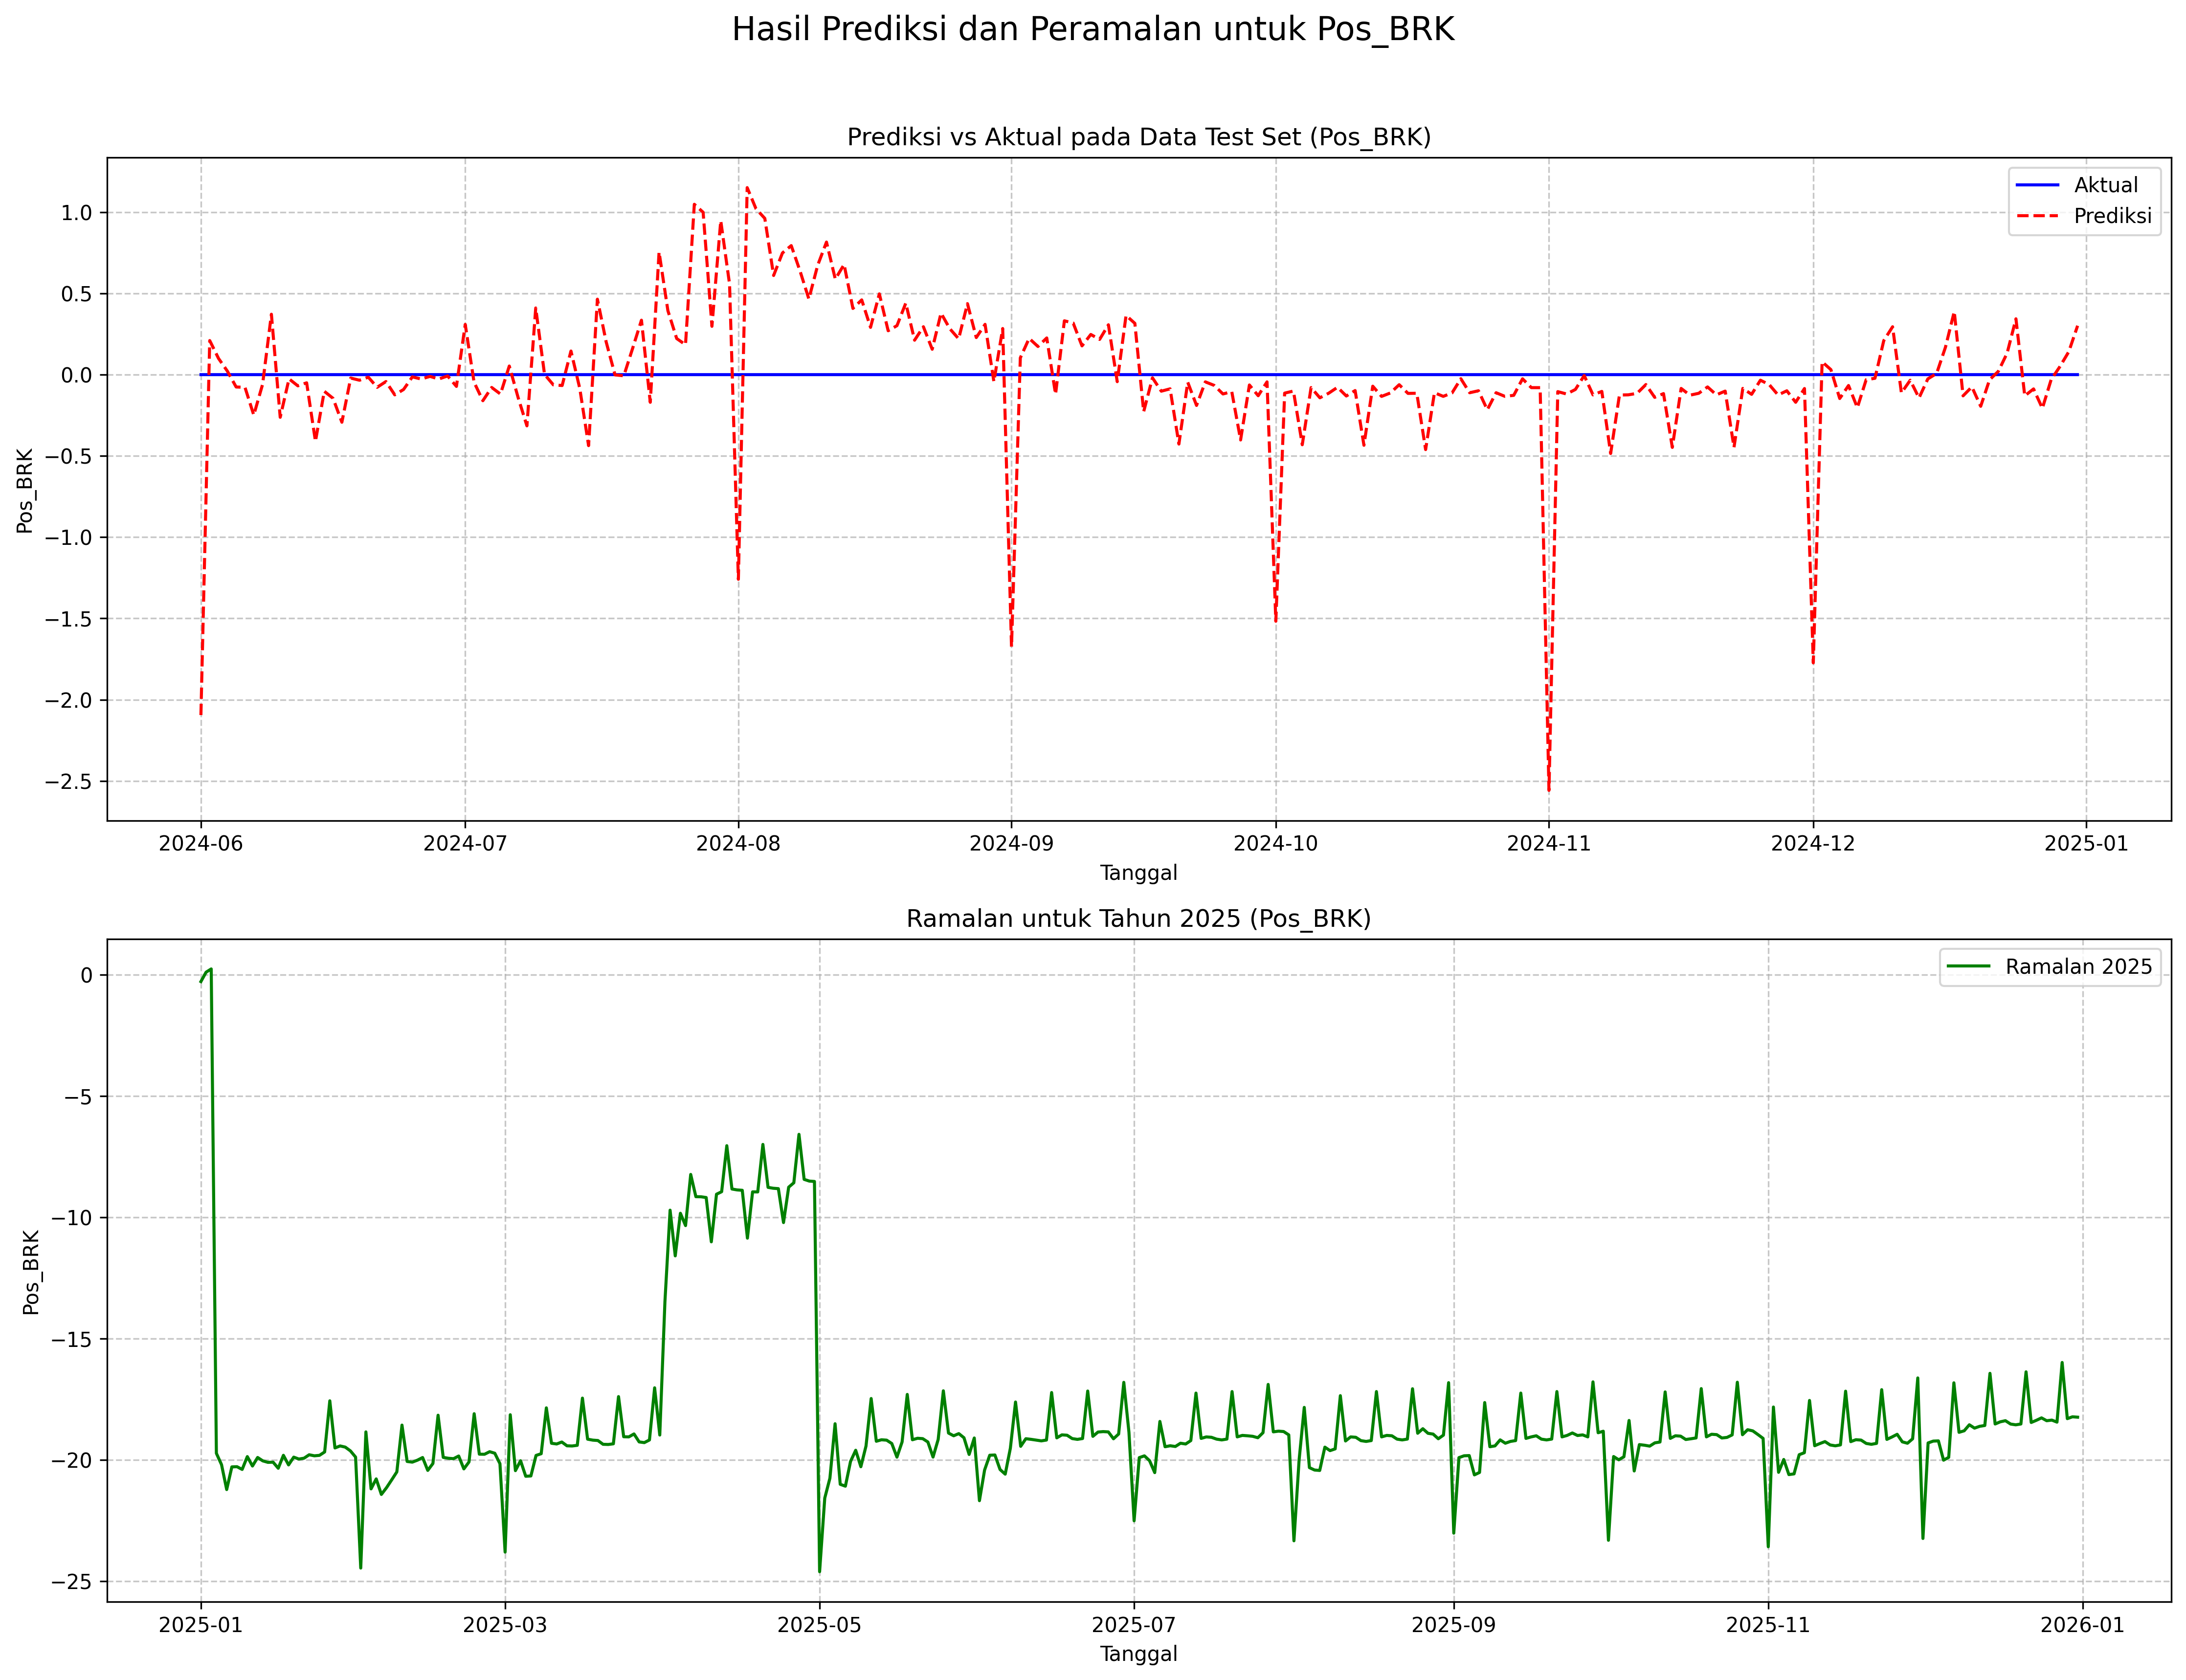 Hasil Prediksi dan Peramalan untuk Pos_BRK
Prediksi vs Aktual pada Data Test Set (Pos_BRK)
Aktual
Prediksi
1.0
0.5
0.0
−0.5
−1.0
−1.5
−2.0
−2.5
Pos_BRK
2024-06 2024-07 2024-08 2024-09 2024-10 2024-11 2024-12 2025-01
Tanggal
Ramalan untuk Tahun 2025 (Pos_BRK)
Ramalan 2025
0
−5
−10
−15
−20
−25
Pos_BRK
2025-01 2025-03 2025-05 2025-07 2025-09 2025-11 2026-01
Tanggal